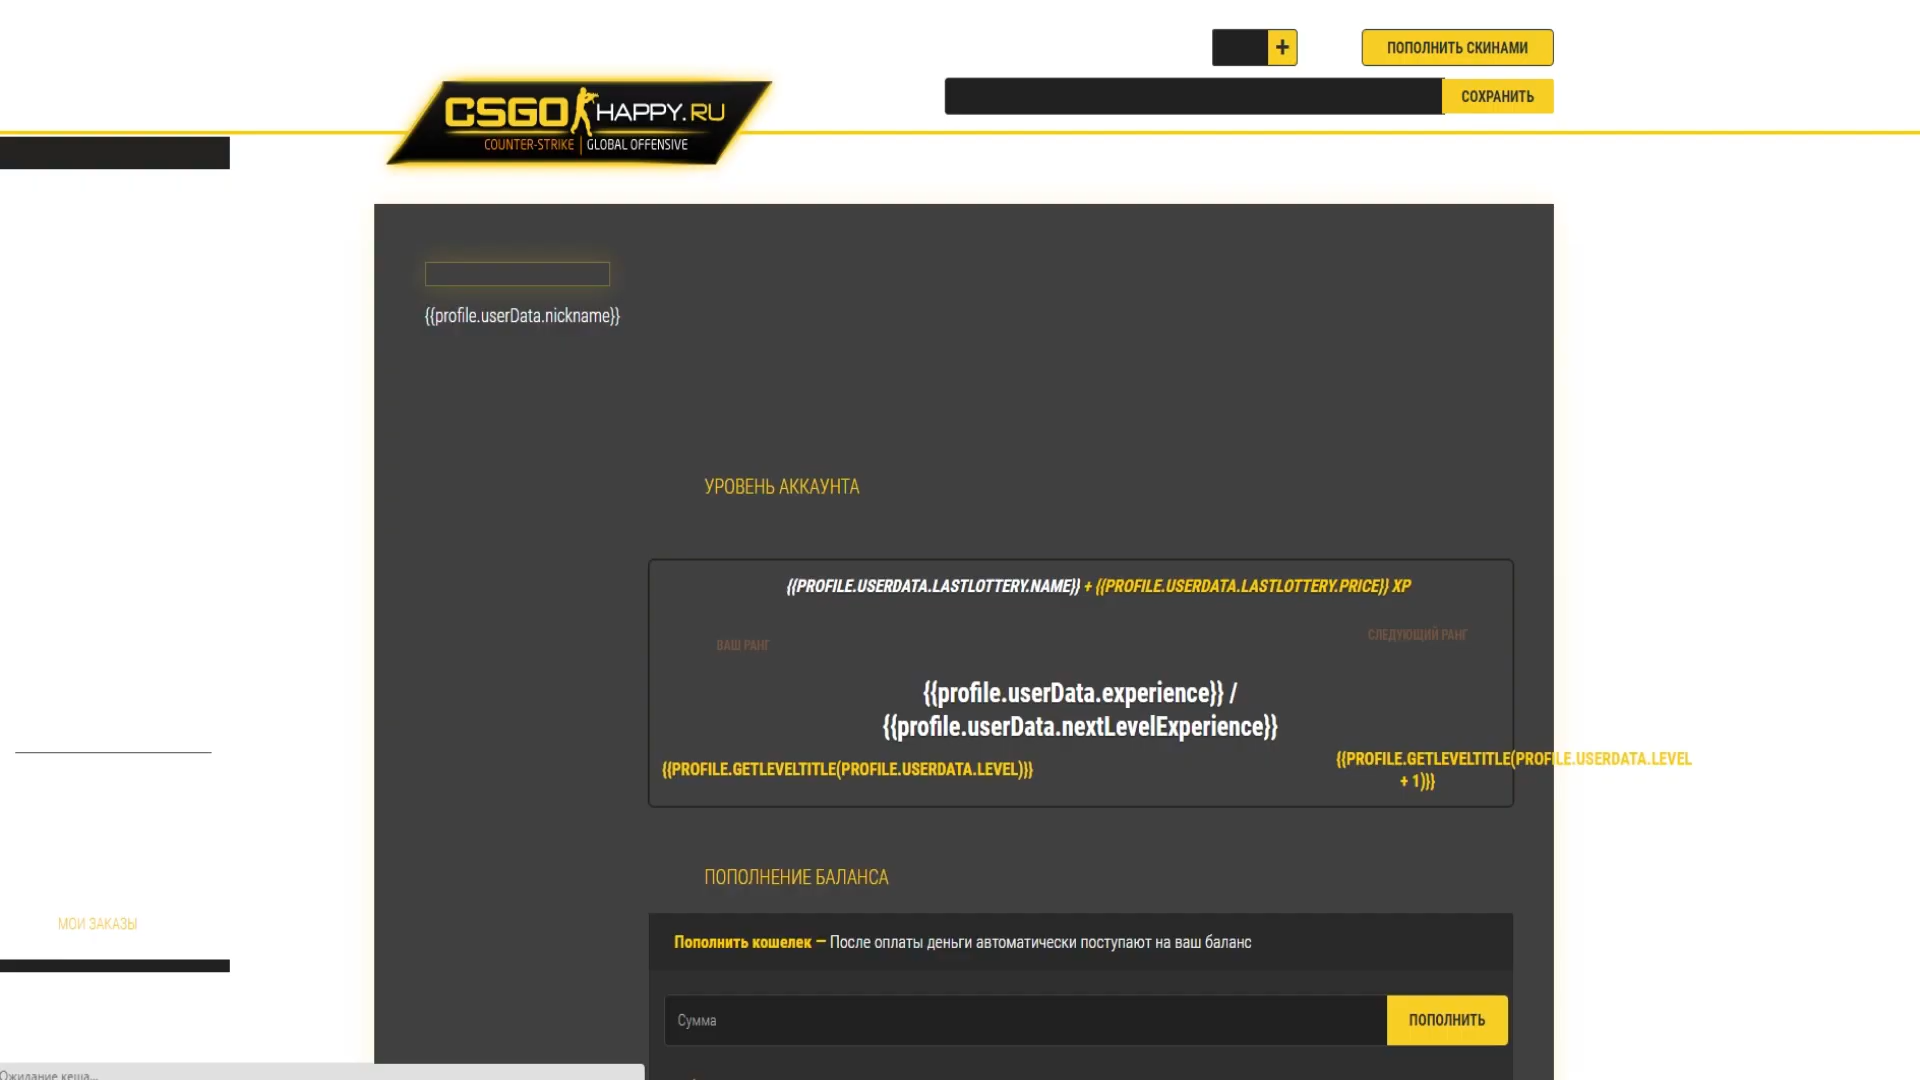 +
ПОПОЛНИТЬ СКИНАМИ
СОХРАНИТЬ
CSGO HAPPY.RU
COUNTER-STRIKE | GLOBAL OFFENSIVE
{{profile.userData.nickname}}
УРОВЕНЬ АККАУНТА
{{PROFILE.USERDATA.LASTLOTTERY.NAME}} + {{PROFILE.USERDATA.LASTLOTTERY.PRICE}} XP
ВАШ РАНГ
СЛЕДУЮЩИЙ РАНГ
{{profile.userData.experience}} /
{{profile.userData.nextLevelExperience}}
{{PROFILE.GETLEVELTITLE(PROFILE.USERDATA.LEVEL)}}
{{PROFILE.GETLEVELTITLE(PROFILE.USERDATA.LEVEL
+ 1)}}
ПОПОЛНЕНИЕ БАЛАНСА
МОИ ЗАКАЗЫ
Пополнить кошелек — После оплаты деньги автоматически поступают на ваш баланс
Сумма
ПОПОЛНИТЬ
Ожидание кеша...